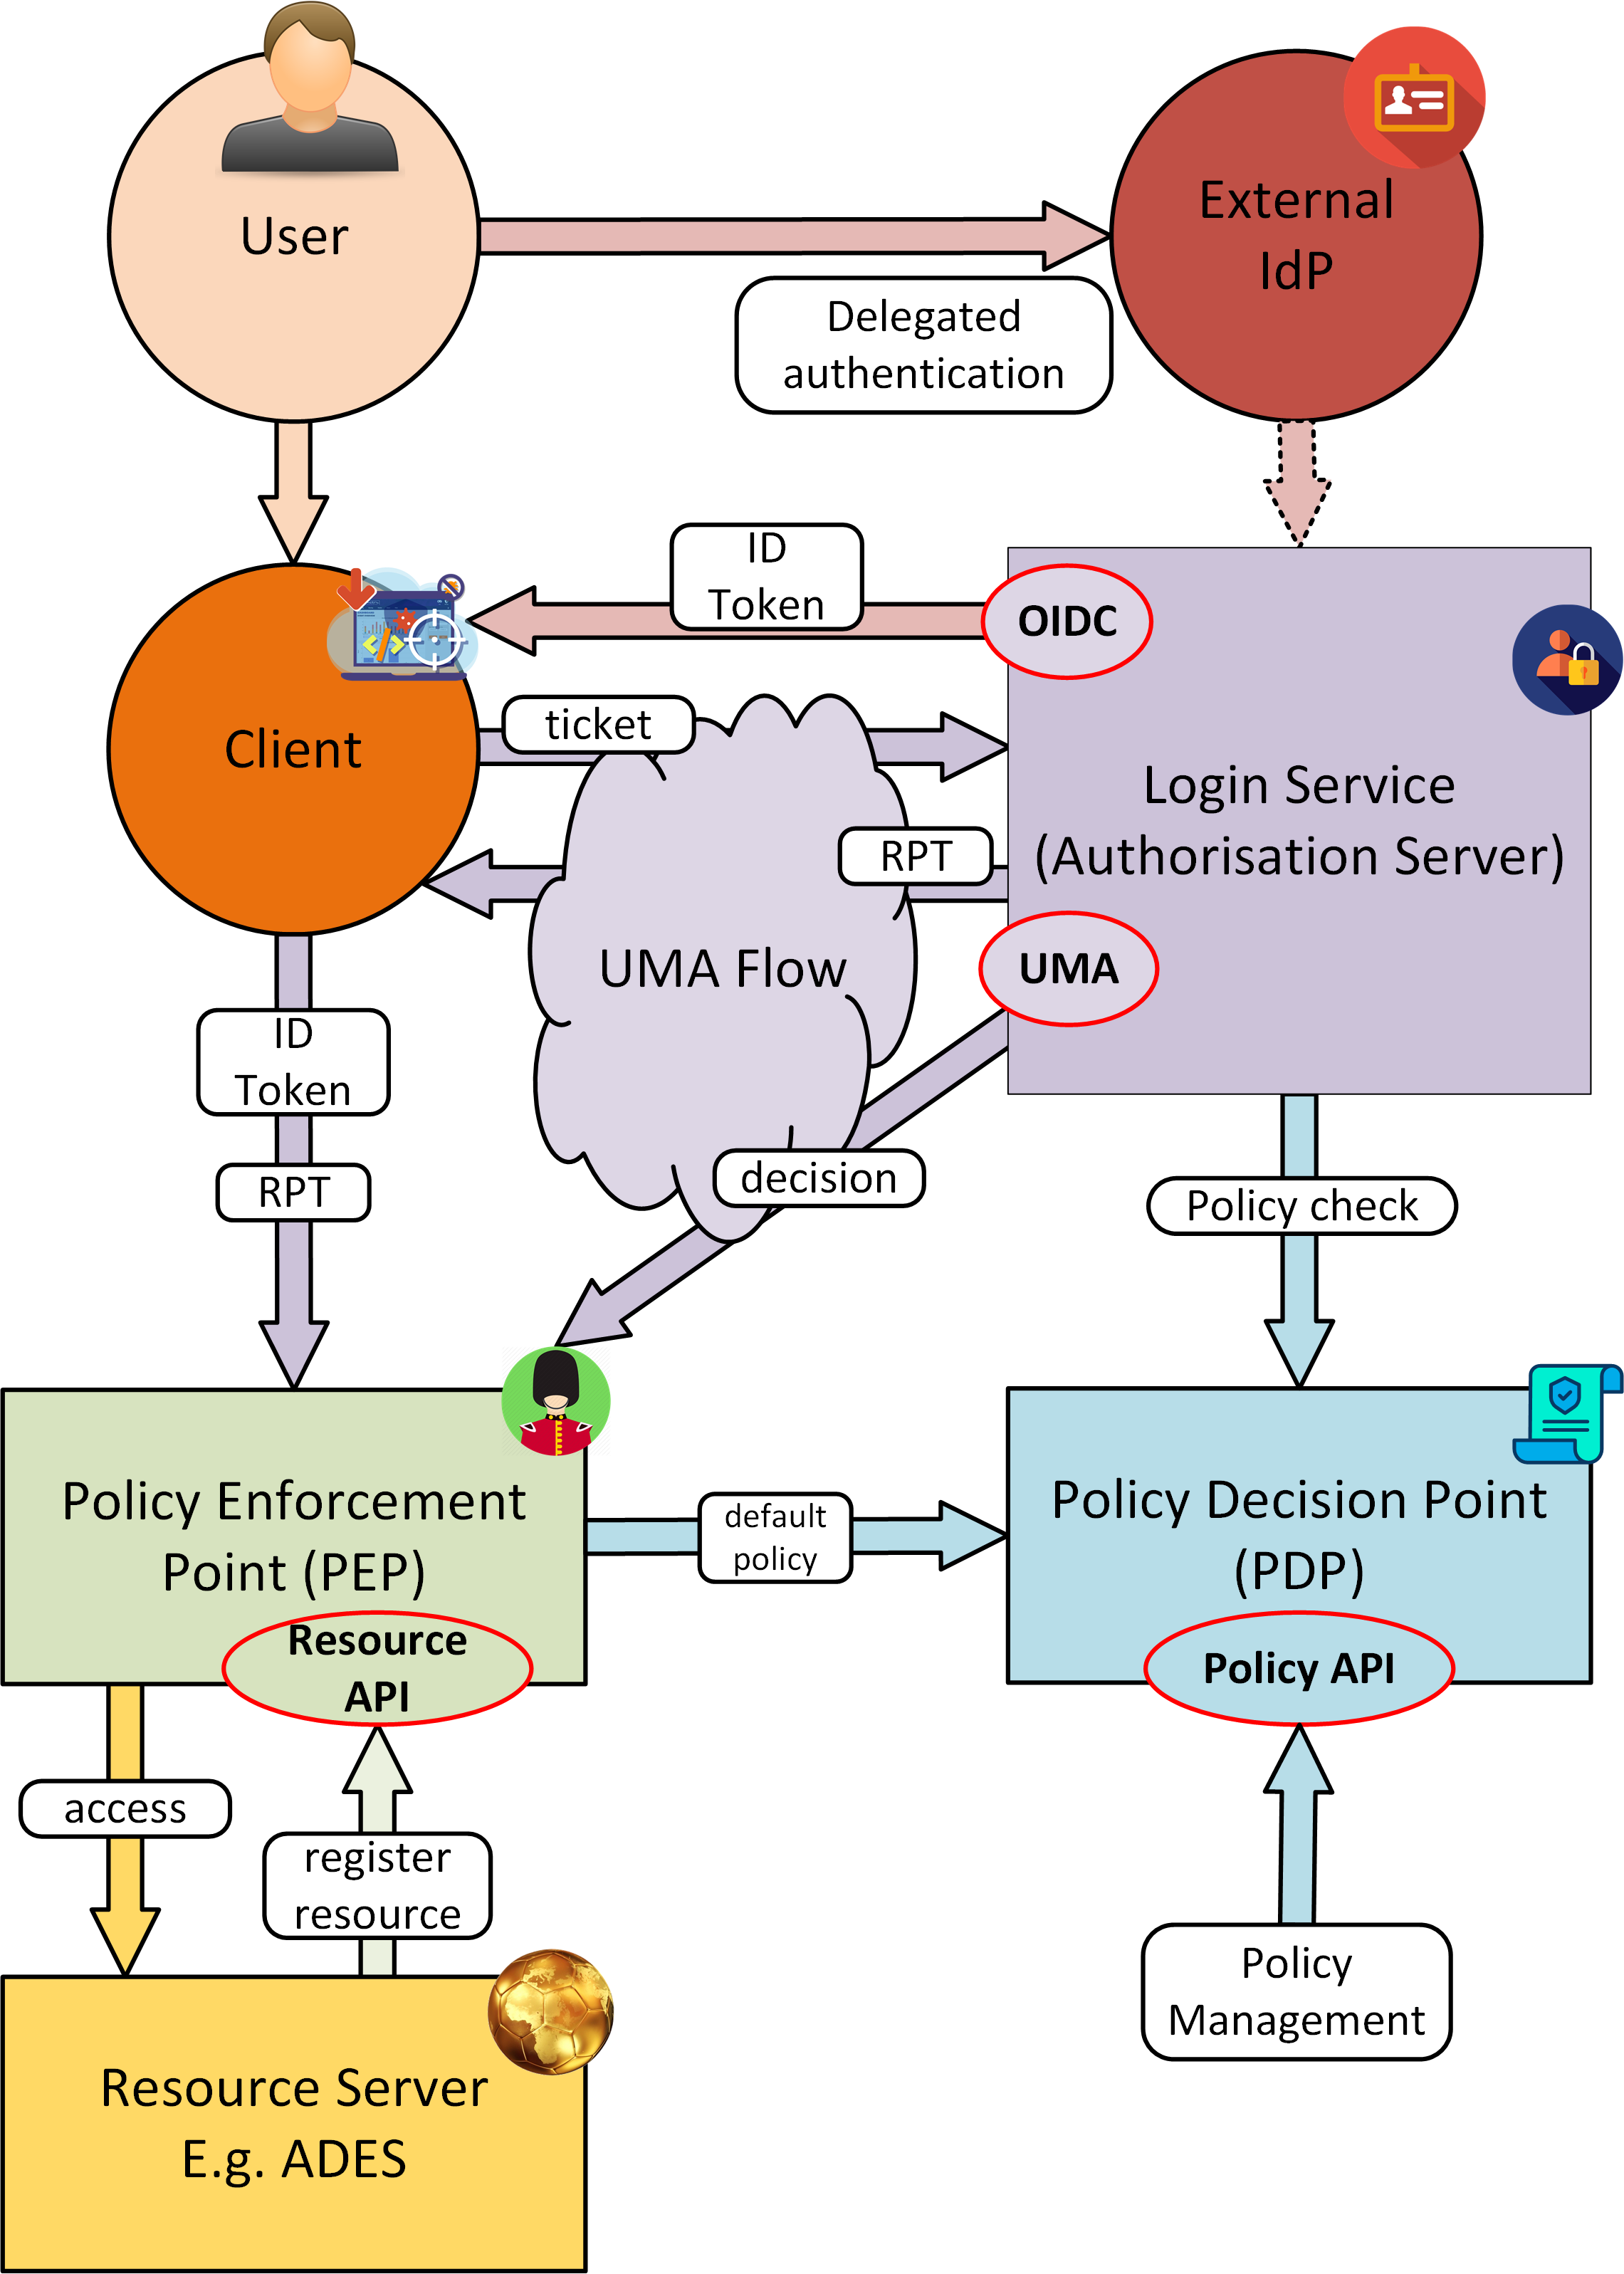 User
External
IdP
Delegated
authentication
ID
Token
OIDC
ticket
Client
Login Service
(Authorisation Server)
RPT
UMA Flow
UMA
ID
Token
RPT
decision
Policy check
Policy Enforcement
Point (PEP)
default
policy
Policy Decision Point
(PDP)
Resource
API
Policy API
access
register
resource
Policy
Management
Resource Server
E.g. ADES